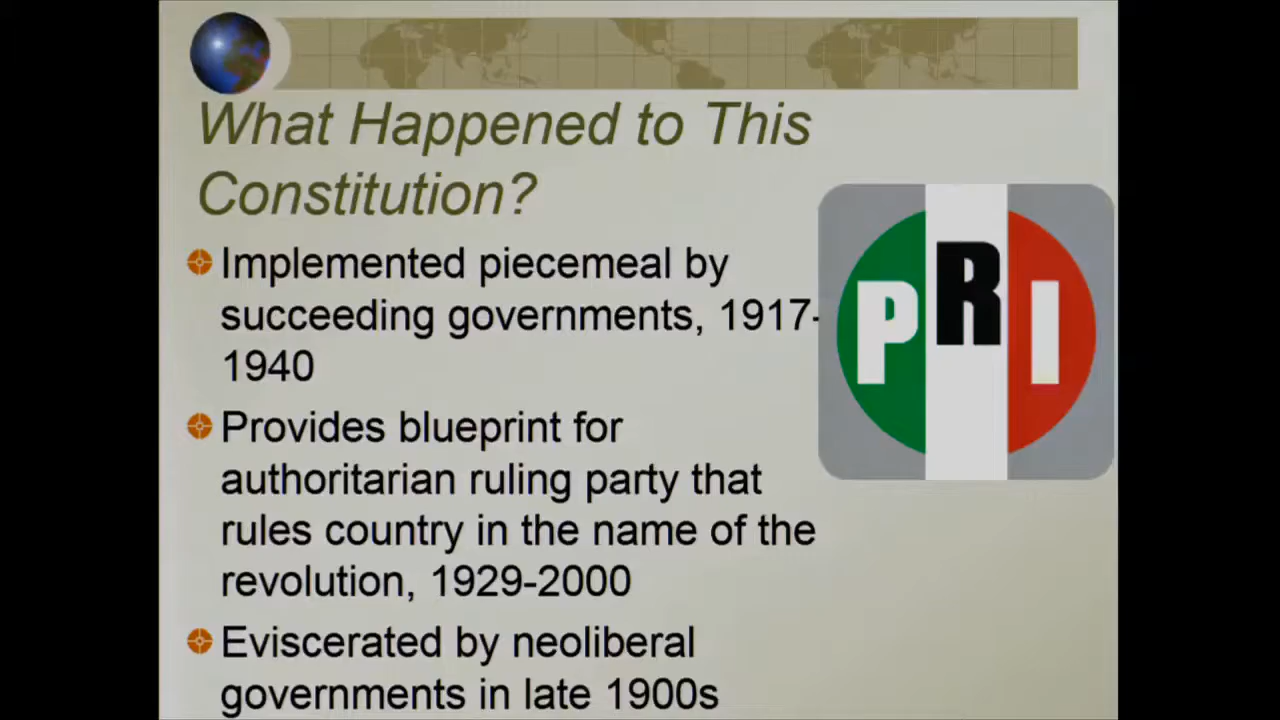 What Happened to This
Constitution?
Implemented piecemeal by
succeeding governments, 1917-
1940
PRI
Provides blueprint for
authoritarian ruling party that
rules country in the name of the
revolution, 1929-2000
Eviscerated by neoliberal
governments in late 1900s